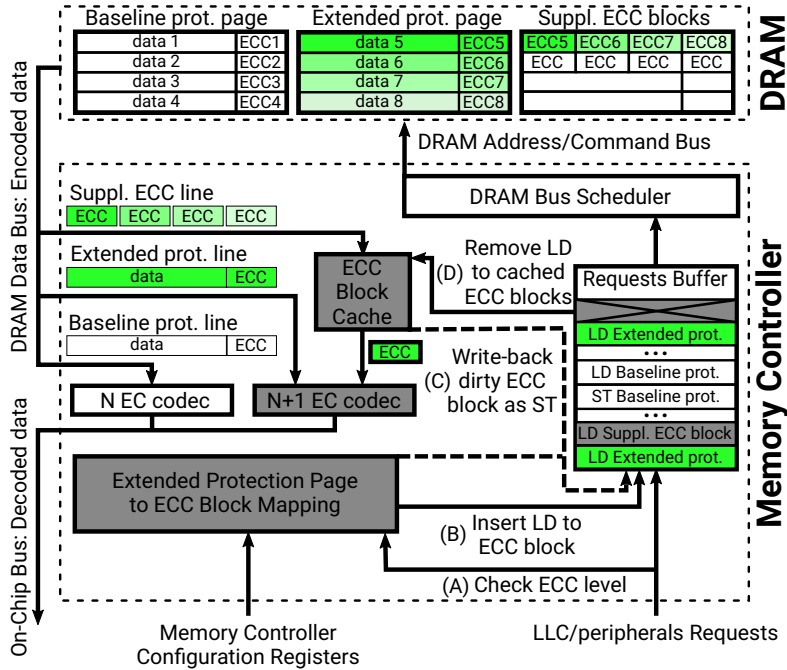 Baseline prot. page
Extended prot. page
Suppl. ECC blocks
data 1 ECC1
data 2 ECC2
data 3 ECC3
data 4 ECC4
data 5 ECC5
data 6 ECC6
data 7 ECC7
data 8 ECC8
ECC5 ECC6 ECC7 ECC8
ECC ECC ECC ECC
DRAM
DRAM Address/Command Bus
DRAM Data Bus: Encoded data
Suppl. ECC line
ECC ECC ECC ECC
Extended prot. line
data ECC
Baseline prot. line
data ECC
N EC codec
N+1 EC codec
ECC
Block
Cache
ECC
DRAM Bus Scheduler
Remove LD
(D) to cached
ECC blocks
Write-back
(C) dirty ECC
block as ST
Requests Buffer
LD Extended prot.
...
LD Baseline prot.
ST Baseline prot.
...
LD Suppl. ECC block
LD Extended prot.
Memory Controller
Extended Protection Page
to ECC Block Mapping
(B) Insert LD to
ECC block
(A) Check ECC level
On-Chip Bus: Decoded data
Memory Controller
Configuration Registers
LLC/peripherals Requests